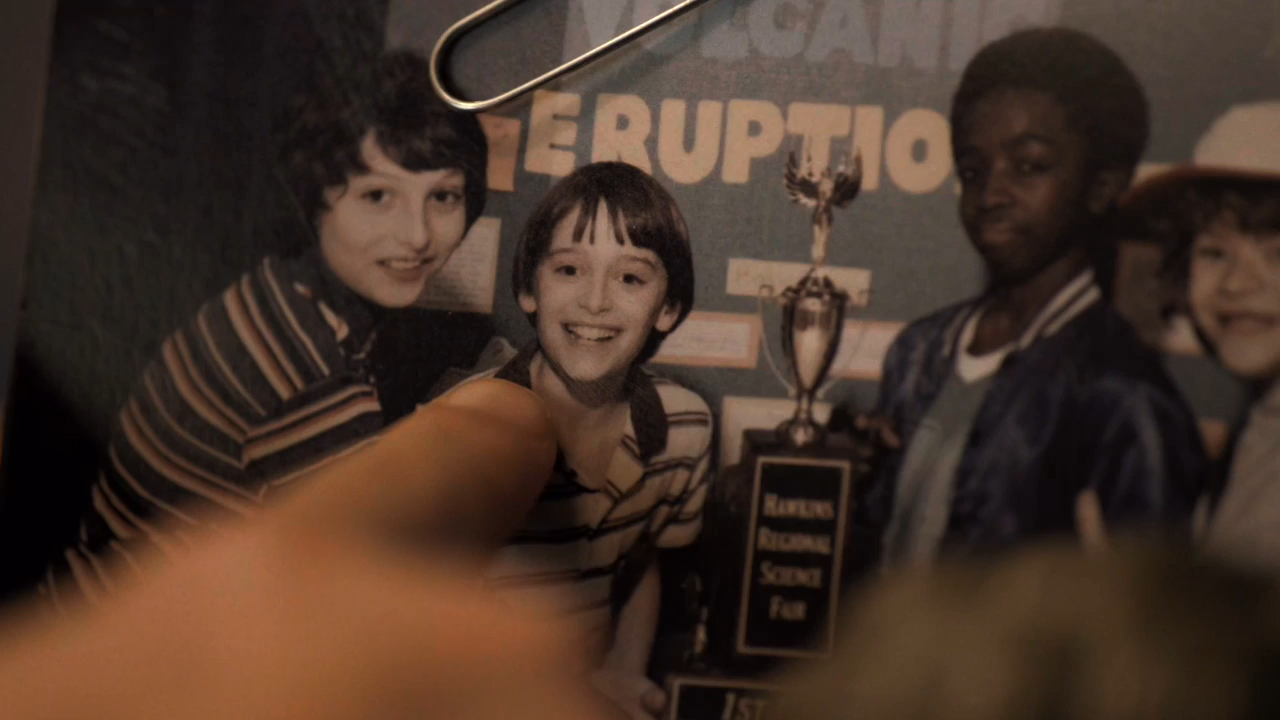 VOLCANIC
ERUPTIO
HAWKINS
REGIONAL
SCIENCE
FAIR
1ST